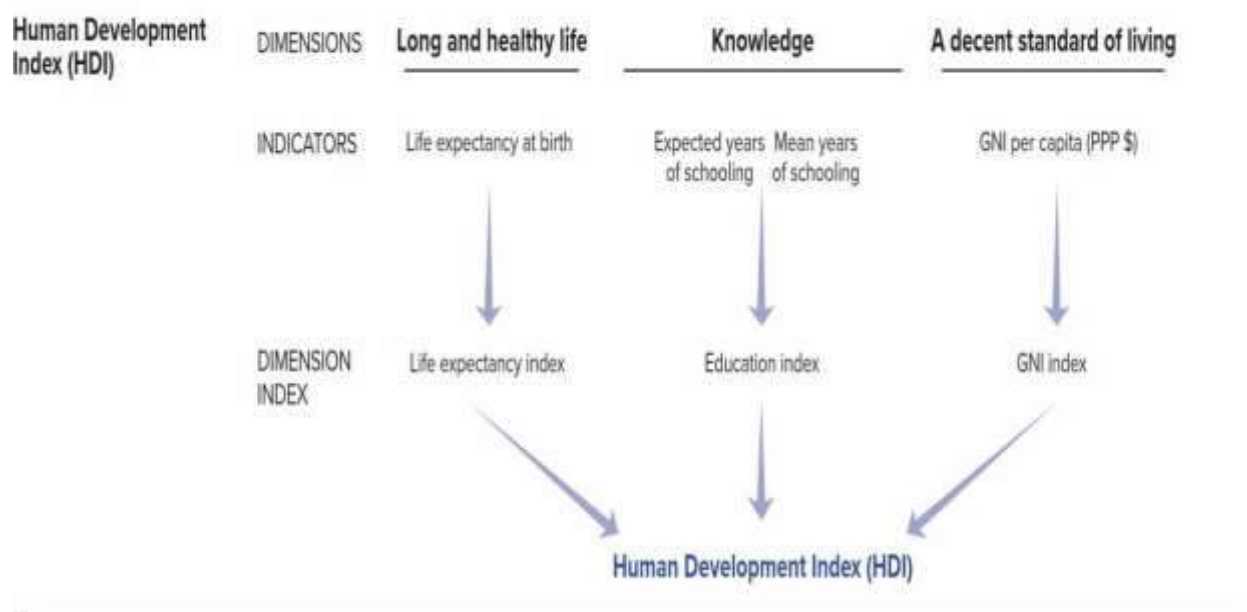 Human Development
Index (HDI)
DIMENSIONS
Long and healthy life
Knowledge
A decent standard of living
INDICATORS
Life expectancy at birth
Expected years
of schooling
Mean years
of schooling
GNI per capita (PPP $)
DIMENSION
INDEX
Life expectancy index
Education index
GNI index
Human Development Index (HDI)